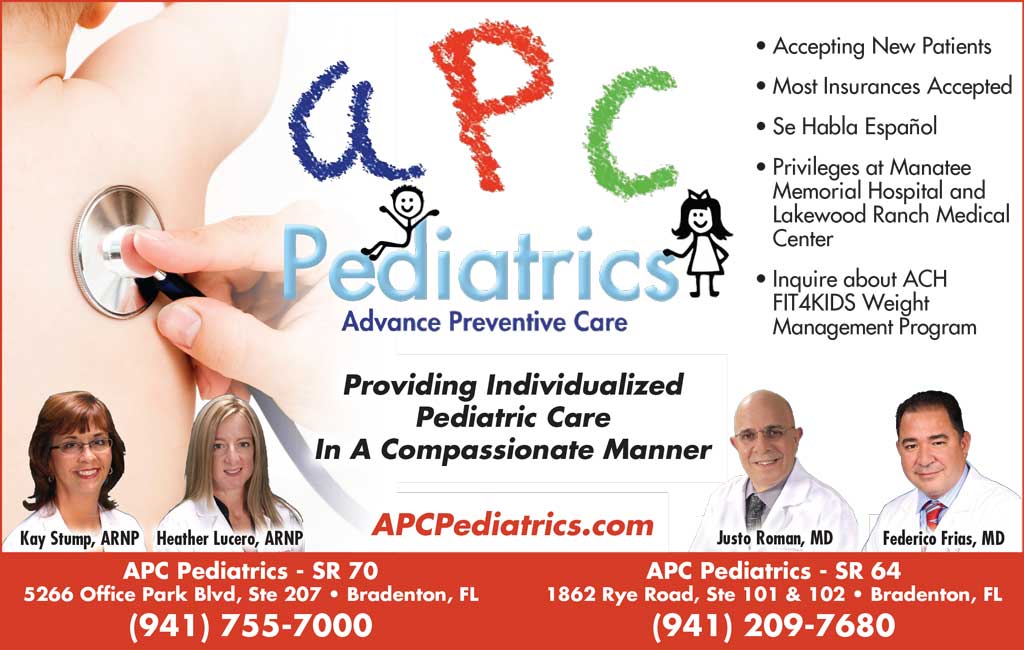 aPc
Pediatrics
Advance Preventive Care
• Accepting New Patients
• Most Insurances Accepted
• Se Habla Español
• Privileges at Manatee
Memorial Hospital and
Lakewood Ranch Medical
Center
• Inquire about ACH
FIT4KIDS Weight
Management Program
Providing Individualized
Pediatric Care
In A Compassionate Manner
APCPediatrics.com
Kay Stump, ARNP
Heather Lucero, ARNP
Justo Roman, MD
Federico Frias, MD
APC Pediatrics - SR 70
5266 Office Park Blvd, Ste 207 • Bradenton, FL
(941) 755-7000
APC Pediatrics - SR 64
1862 Rye Road, Ste 101 & 102 • Bradenton, FL
(941) 209-7680